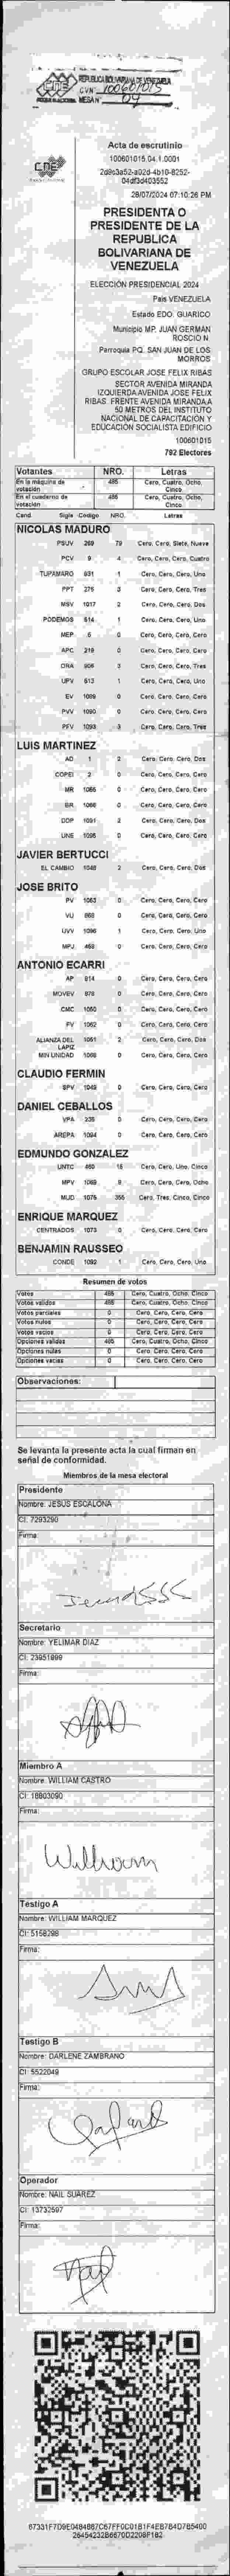 REPUBLICA BOLIVARIANA DE VENEZUELA
CNE
CVN: 100601015
PODER ELECTORAL MESA Nº 04
CNE
Acta de escrutinio
100601015.04.1.0001
04df3d403552
28/07/2024 07:10:26 PM
PRESIDENTA O
PRESIDENTE DE LA
REPUBLICA
BOLIVARIANA DE
VENEZUELA
ELECCIÓN PRESIDENCIAL 2024
País VENEZUELA
Estado EDO. GUARICO
Municipio MP. JUAN GERMAN
ROSCIO N
Parroquia PQ. SAN JUAN DE LOS
MORROS
GRUPO ESCOLAR JOSE FELIX RIBAS
SECTOR AVENIDA MIRANDA
IZQUIERDA AVENIDA JOSE FELIX
RIBAS. FRENTE AVENIDA MIRANDA A
50 METROS DEL INSTITUTO
NACIONAL DE CAPACITACION Y
EDUCACION SOCIALISTA EDIFICIO
100601015
782 Electores
Votantes NRO. Letras
En la máquina de votación 485 Cero, Cuatro, Ocho, Cinco
En el cuaderno de votación 485 Cero, Cuatro, Ocho, Cinco
Cand. Sigla Código NRO. Letras
NICOLAS MADURO
PSUV 269 79 Cero, Cero, Siete, Nueve
PCV 9 4 Cero, Cero, Cero, Cuatro
TUPAMARO 931 1 Cero, Cero, Cero, Uno
PPT 275 3 Cero, Cero, Cero, Tres
MSV 1017 2 Cero, Cero, Cero, Dos
PODEMOS 514 1 Cero, Cero, Cero, Uno
MEP 5 0 Cero, Cero, Cero, Cero
APC 219 0 Cero, Cero, Cero, Cero
ORA 906 3 Cero, Cero, Cero, Tres
UPV 613 1 Cero, Cero, Cero, Uno
EV 1089 0 Cero, Cero, Cero, Cero
PVV 1090 0 Cero, Cero, Cero, Cero
PFV 1093 3 Cero, Cero, Cero, Tres
LUIS MARTINEZ
AD 1 2 Cero, Cero, Cero, Dos
COPEI 2 0 Cero, Cero, Cero, Cero
MR 1055 0 Cero, Cero, Cero, Cero
BR 1066 0 Cero, Cero, Cero, Cero
DDP 1091 2 Cero, Cero, Cero, Dos
UNE 1095 0 Cero, Cero, Cero, Cero
JAVIER BERTUCCI
EL CAMBIO 1048 2 Cero, Cero, Cero, Dos
JOSE BRITO
PV 1053 0 Cero, Cero, Cero, Cero
VU 868 0 Cero, Cero, Cero, Cero
UVV 1096 1 Cero, Cero, Cero, Uno
MPJ 468 0 Cero, Cero, Cero, Cero
ANTONIO ECARRI
AP 914 0 Cero, Cero, Cero, Cero
MOVEV 978 0 Cero, Cero, Cero, Cero
CMC 1050 0 Cero, Cero, Cero, Cero
FV 1062 0 Cero, Cero, Cero, Cero
ALIANZA DEL LAPIZ 1051 2 Cero, Cero, Cero, Dos
MIN UNIDAD 1068 0 Cero, Cero, Cero, Cero
CLAUDIO FERMIN
SPV 1049 0 Cero, Cero, Cero, Cero
DANIEL CEBALLOS
VPA 235 0 Cero, Cero, Cero, Cero
AREPA 1094 0 Cero, Cero, Cero, Cero
EDMUNDO GONZALEZ
UNTC 460 15 Cero, Cero, Uno, Cinco
MPV 1069 8 Cero, Cero, Cero, Ocho
MUD 1076 355 Cero, Tres, Cinco, Cinco
ENRIQUE MARQUEZ
CENTRADOS 1073 0 Cero, Cero, Cero, Cero
BENJAMIN RAUSSEO
CONDE 1092 1 Cero, Cero, Cero, Uno
Resumen de votos
Votos 485 Cero, Cuatro, Ocho, Cinco
Votos validos 485 Cero, Cuatro, Ocho, Cinco
Votos parciales 0 Cero, Cero, Cero, Cero
Votos nulos 0 Cero, Cero, Cero, Cero
Votos vacios 0 Cero, Cero, Cero, Cero
Opciones validas 485 Cero, Cuatro, Ocho, Cinco
Opciones nulas 0 Cero, Cero, Cero, Cero
Opciones vacias 0 Cero, Cero, Cero, Cero
Observaciones:
Se levanta la presente acta la cual firman en
señal de conformidad.
Miembros de la mesa electoral
Presidente
Nombre: JESUS ESCALONA
CI: 7293290
Firma:
Secretario
Nombre: YELIMAR DIAZ
CI: 23951899
Firma:
Miembro A
Nombre: WILLIAM CASTRO
CI: 18803090
Firma:
William
Testigo A
Nombre: WILLIAM MARQUEZ
CI: 5158298
Firma:
Testigo B
Nombre: DARLENE ZAMBRANO
CI: 5522049
Firma:
Operador
Nombre: NAIL SUAREZ
CI: 13732597
Firma: